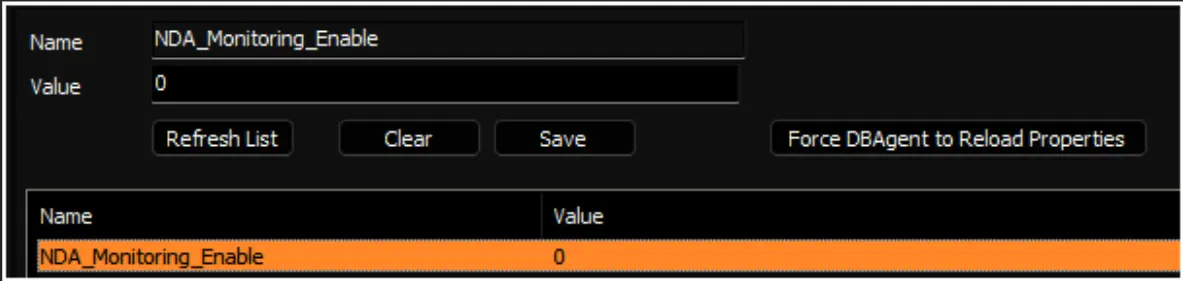 Name NDA_Monitoring_Enable
Value 0
Refresh List Clear Save Force DBAgent to Reload Properties
Name Value
NDA_Monitoring_Enable 0